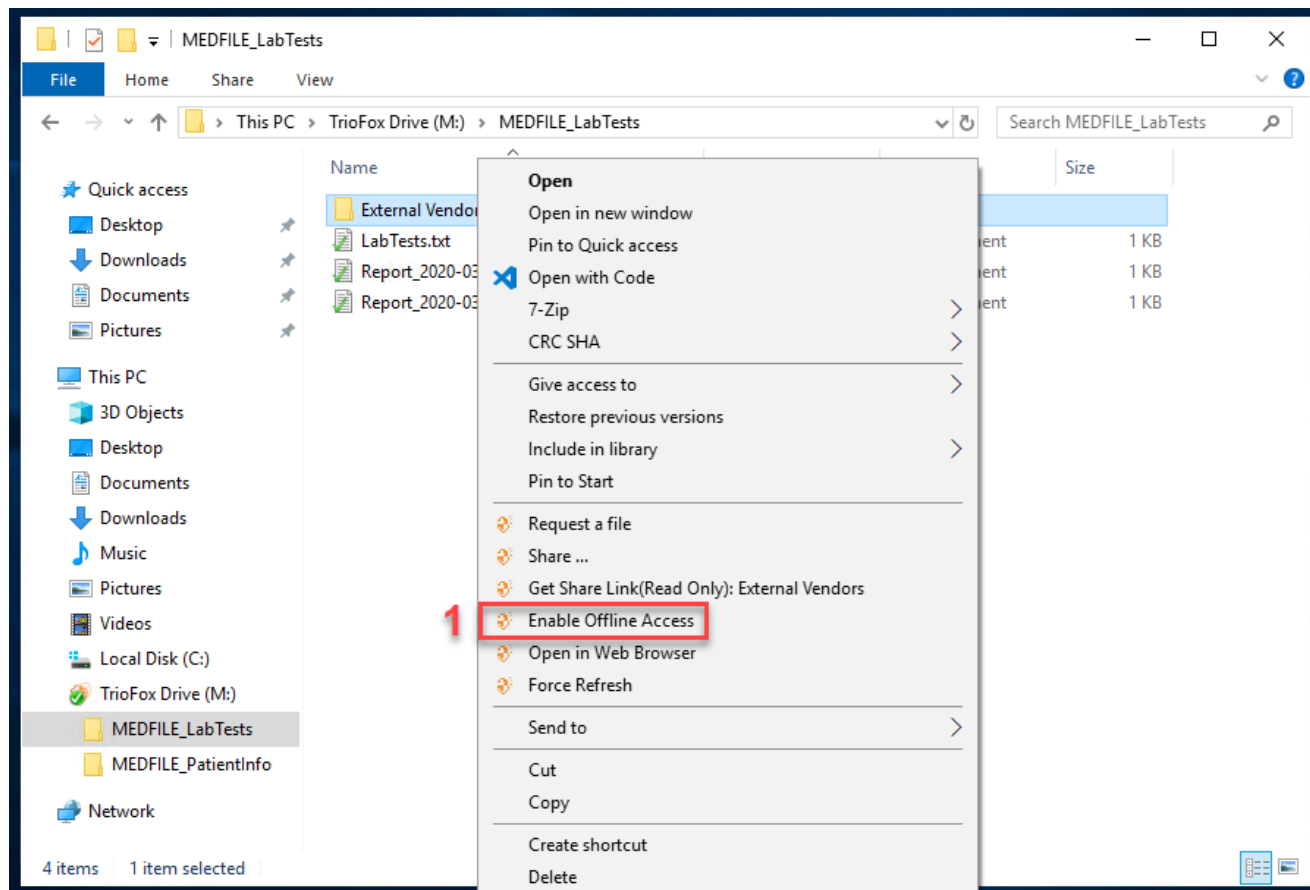 MEDFILE_LabTests
File Home Share View
This PC > TrioFox Drive (M:) > MEDFILE_LabTests
Search MEDFILE_LabTests
Quick access
Desktop
Downloads
Documents
Pictures
This PC
3D Objects
Desktop
Documents
Downloads
Music
Pictures
Videos
Local Disk (C:)
TrioFox Drive (M:)
MEDFILE_LabTests
MEDFILE_PatientInfo
Network
Name Size
External Vendor
LabTests.txt 1 KB
Report_2020-03 1 KB
Report_2020-03 1 KB
Open
Open in new window
Pin to Quick access
Open with Code
7-Zip
CRC SHA
Give access to
Restore previous versions
Include in library
Pin to Start
Request a file
Share ...
Get Share Link(Read Only): External Vendors
1 Enable Offline Access
Open in Web Browser
Force Refresh
Send to
Cut
Copy
Create shortcut
Delete
4 items 1 item selected